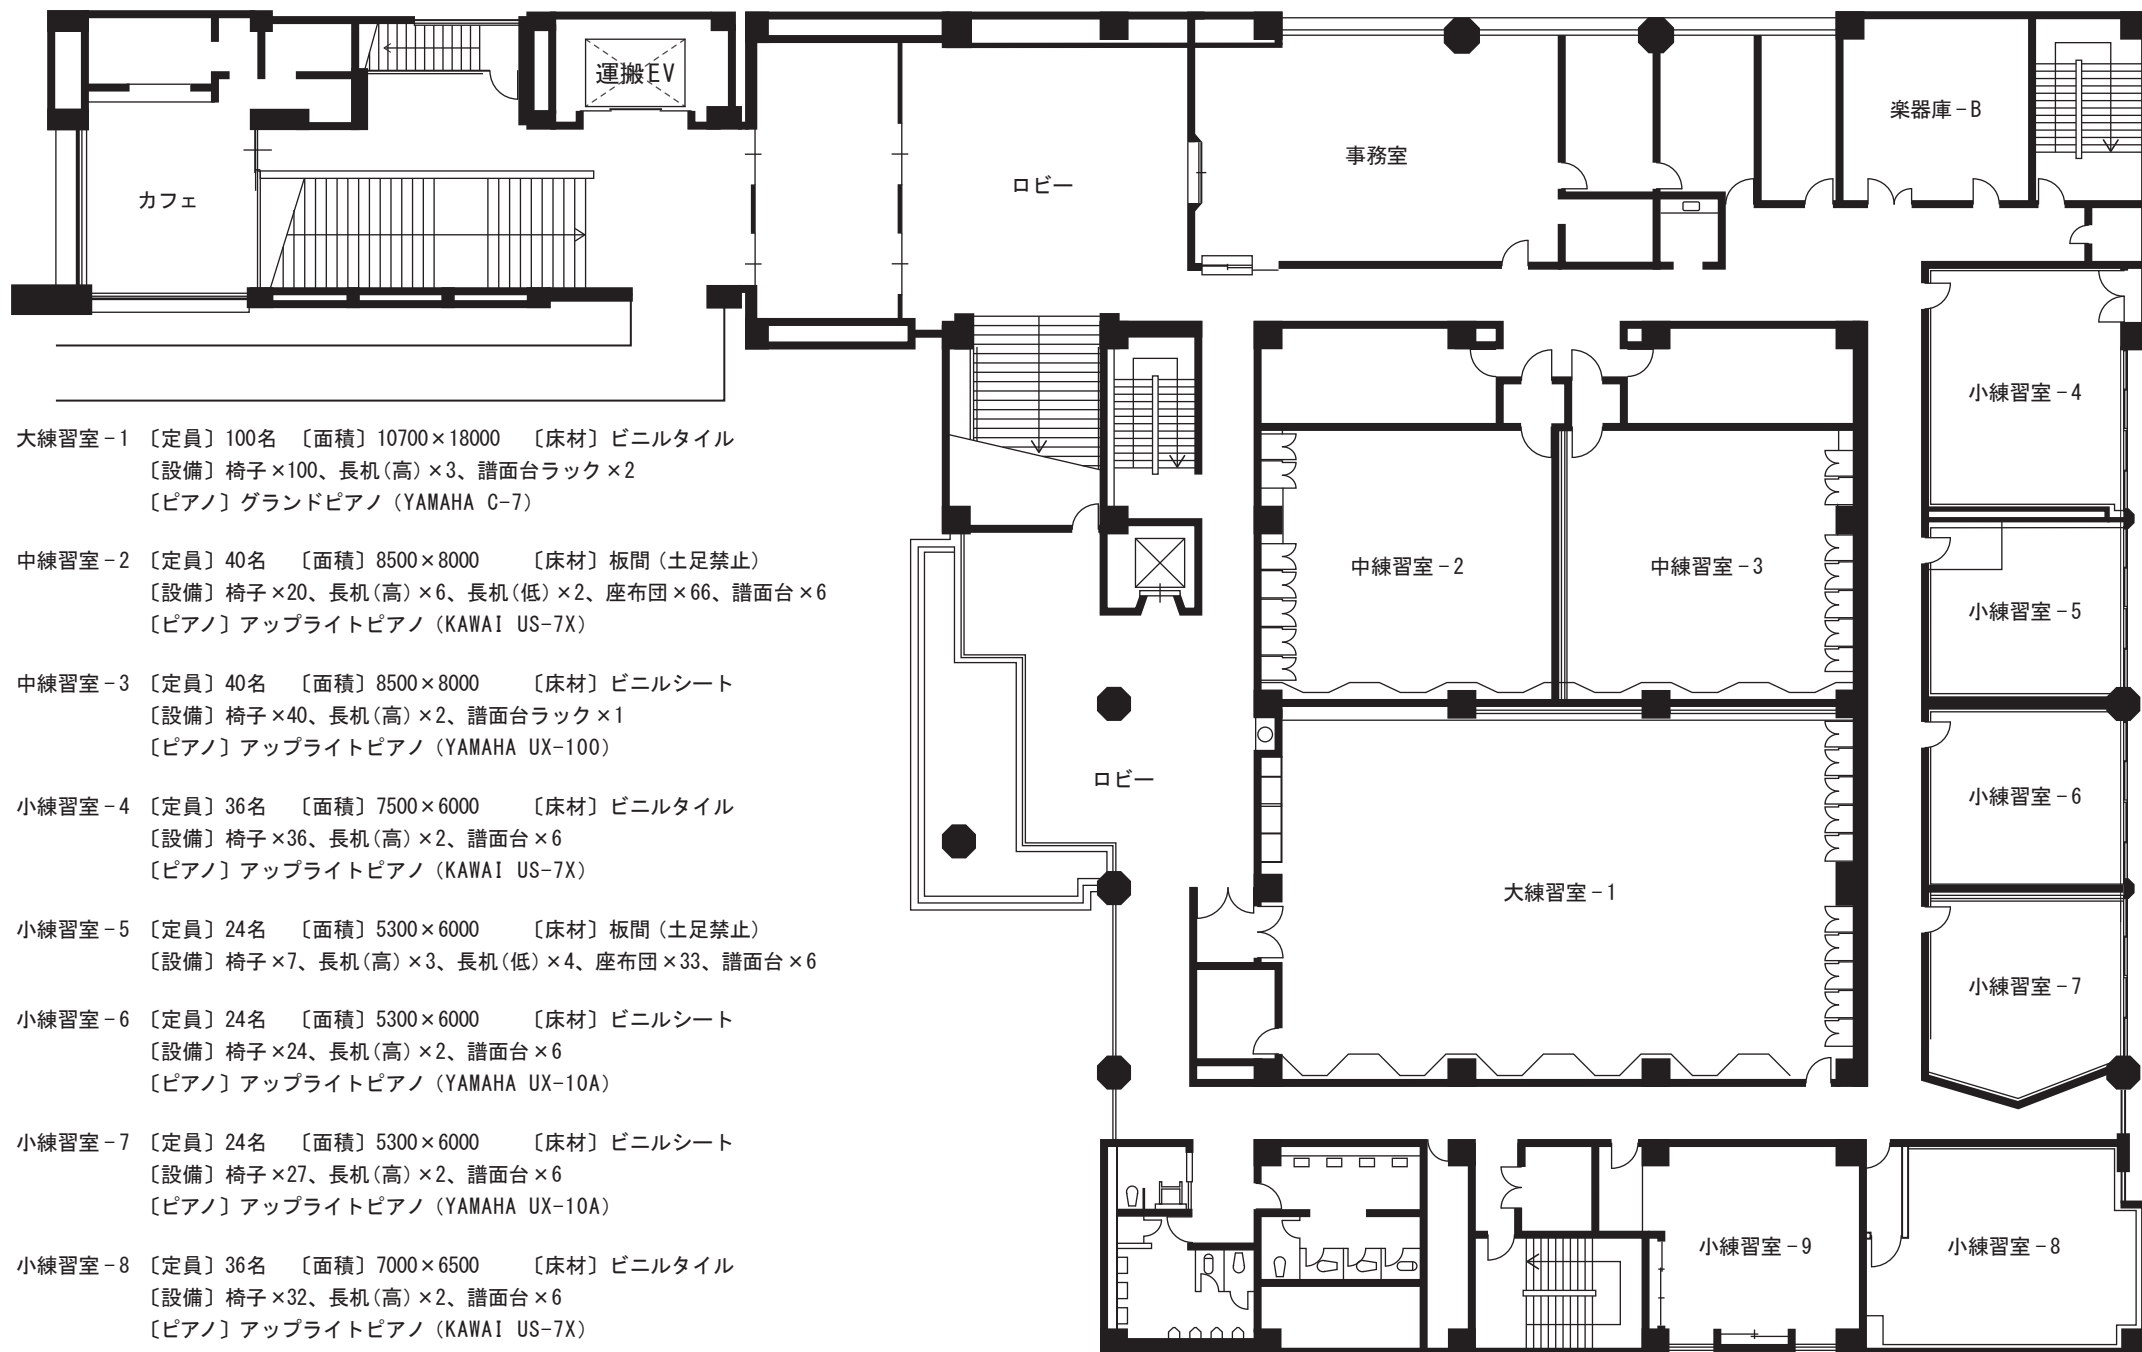 運搬EV
楽器庫-B
事務室
ロビー
カフェ
小練習室-4
中練習室-2
中練習室-3
小練習室-5
ロビー
小練習室-6
大練習室-1
小練習室-7
小練習室-9
小練習室-8
大練習室-1 〔定員〕100名 〔面積〕10700×18000 〔床材〕ビニルタイル
〔設備〕椅子×100、長机(高)×3、譜面台ラック×2
〔ピアノ〕グランドピアノ(YAMAHA C-7)
中練習室-2 〔定員〕40名 〔面積〕8500×8000 〔床材〕板間(土足禁止)
〔設備〕椅子×20、長机(高)×6、長机(低)×2、座布団×66、譜面台×6
〔ピアノ〕アップライトピアノ(KAWAI US-7X)
中練習室-3 〔定員〕40名 〔面積〕8500×8000 〔床材〕ビニルシート
〔設備〕椅子×40、長机(高)×2、譜面台ラック×1
〔ピアノ〕アップライトピアノ(YAMAHA UX-100)
小練習室-4 〔定員〕36名 〔面積〕7500×6000 〔床材〕ビニルタイル
〔設備〕椅子×36、長机(高)×2、譜面台×6
〔ピアノ〕アップライトピアノ(KAWAI US-7X)
小練習室-5 〔定員〕24名 〔面積〕5300×6000 〔床材〕板間(土足禁止)
〔設備〕椅子×7、長机(高)×3、長机(低)×4、座布団×33、譜面台×6
小練習室-6 〔定員〕24名 〔面積〕5300×6000 〔床材〕ビニルシート
〔設備〕椅子×24、長机(高)×2、譜面台×6
〔ピアノ〕アップライトピアノ(YAMAHA UX-10A)
小練習室-7 〔定員〕24名 〔面積〕5300×6000 〔床材〕ビニルシート
〔設備〕椅子×27、長机(高)×2、譜面台×6
〔ピアノ〕アップライトピアノ(YAMAHA UX-10A)
小練習室-8 〔定員〕36名 〔面積〕7000×6500 〔床材〕ビニルタイル
〔設備〕椅子×32、長机(高)×2、譜面台×6
〔ピアノ〕アップライトピアノ(KAWAI US-7X)